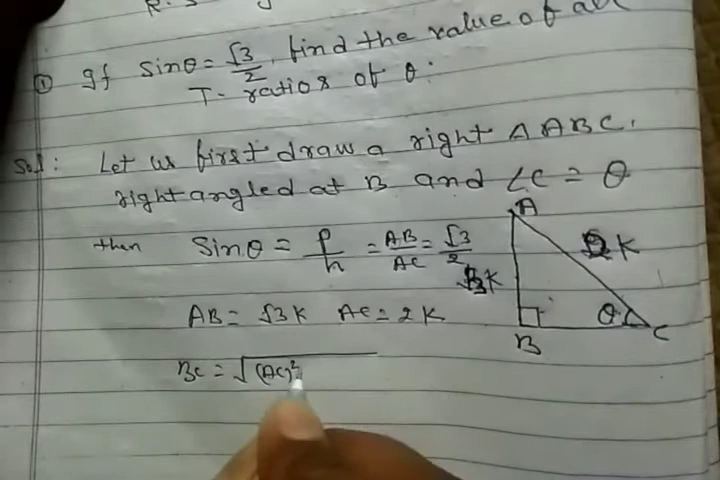 ① If sinθ = √3/2, find the value of all
T-ratios of θ.
Sol: Let us first draw a right Δ ABC,
right angled at B and ∠C = θ
then sinθ = P/h = AB/AC = √3/2
AB = √3K AC = 2K
BC = √(AC)²
A
2K
√3K
B
θ
C